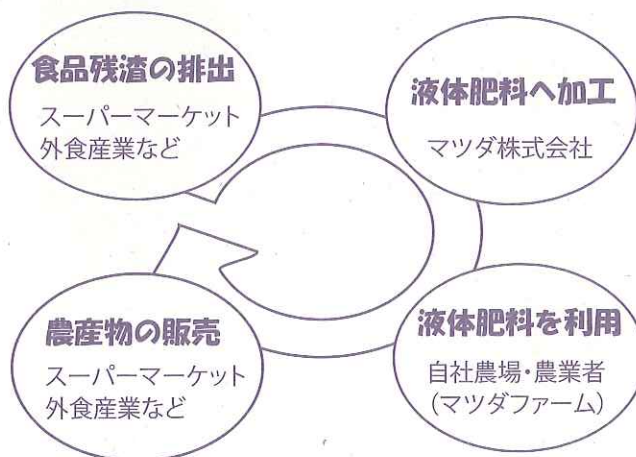 食品残渣の排出
スーパーマーケット
外食産業など
液体肥料へ加工
マツダ株式会社
液体肥料を利用
自社農場・農業者
(マツダファーム)
農産物の販売
スーパーマーケット
外食産業など